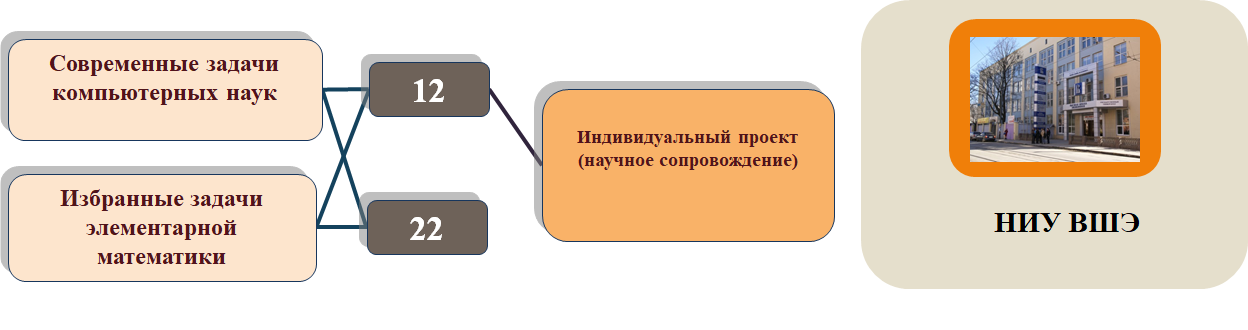 Современные задачи
компьютерных наук
Избранные задачи
элементарной
математики
12
22
Индивидуальный проект
(научное сопровождение)
НИУ ВШЭ